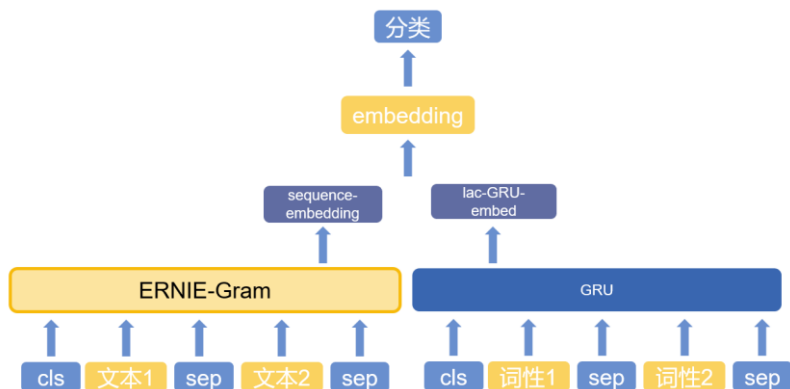 分类
embedding
sequence-
embedding
lac-GRU-
embed
ERNIE-Gram
GRU
cls 文本1 sep 文本2 sep cls 词性1 sep 词性2 sep